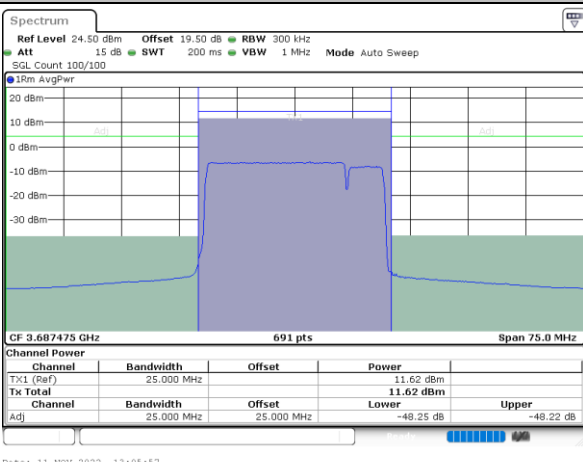 Spectrum
Ref Level 24.50 dBm Offset 19.50 dB RBW 300 kHz
Att 15 dB SWT 200 ms VBW 1 MHz Mode Auto Sweep
SGL Count 100/100
1Rm AvgPwr
20 dBm
10 dBm
Adj Tx1 Adj
0 dBm
-10 dBm
-20 dBm
-30 dBm
CF 3.687475 GHz 691 pts Span 75.0 MHz
Channel Power
Channel Bandwidth Offset Power
TX1 (Ref) 25.000 MHz 11.62 dBm
Tx Total 11.62 dBm
Channel Bandwidth Offset Lower Upper
Adj 25.000 MHz 25.000 MHz -48.25 dB -48.22 dB
Ready